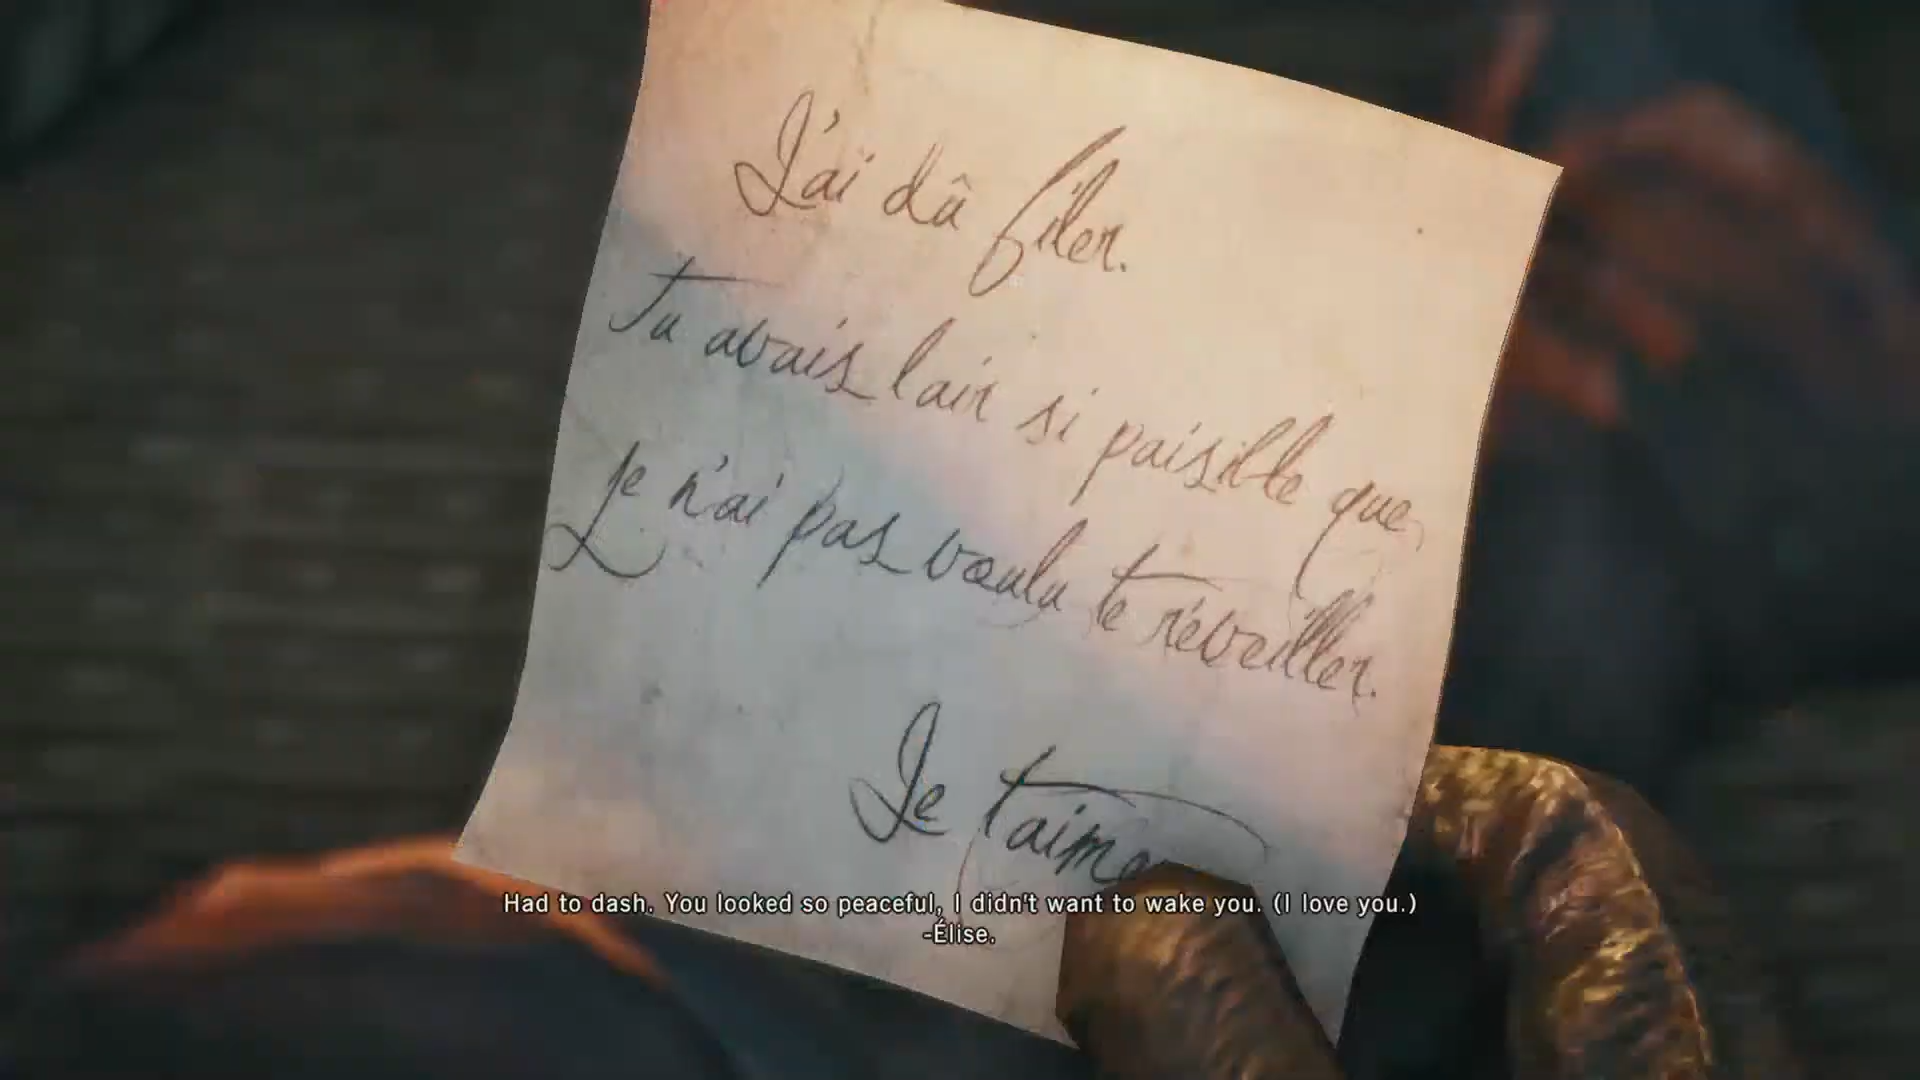 J'ai dû filer.
Tu avais l'air si paisible que
je n'ai pas voulu te réveiller.
Je t'aime
Had to dash. You looked so peaceful, I didn't want to wake you. (I love you.)
-Élise.